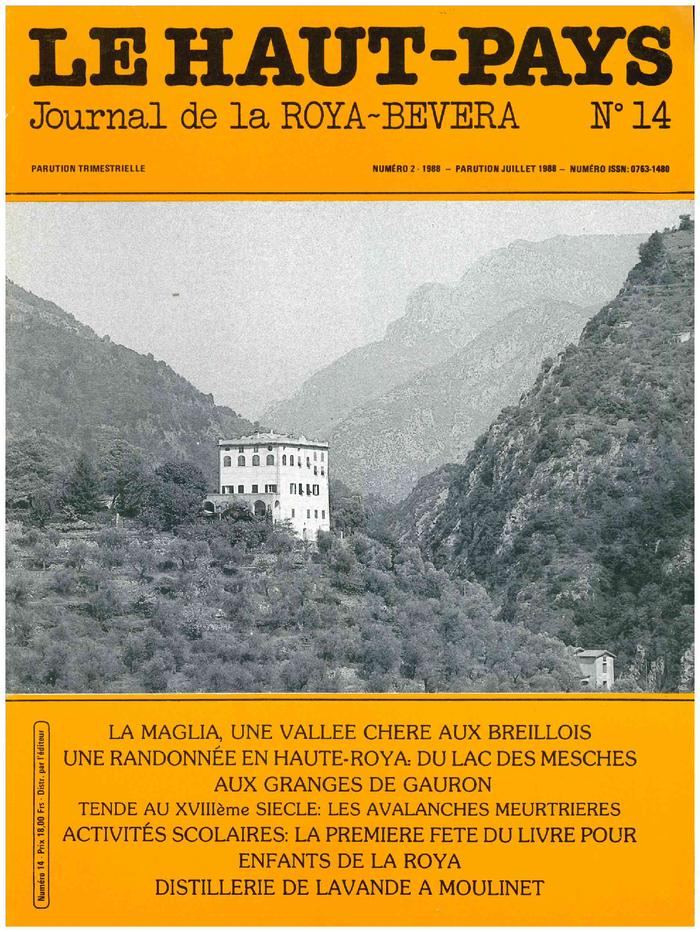 LE HAUT-PAYS
Journal de la ROYA~BEVERA N° 14
PARUTION TRIMESTRIELLE NUMÉRO 2 - 1988 – PARUTION JUILLET 1988 – NUMÉRO ISSN: 0763-1480
LA MAGLIA, UNE VALLEE CHERE AUX BREILLOIS
UNE RANDONNÉE EN HAUTE-ROYA: DU LAC DES MESCHES
AUX GRANGES DE GAURON
TENDE AU XVIIIème SIECLE: LES AVALANCHES MEURTRIERES
ACTIVITÉS SCOLAIRES: LA PREMIERE FETE DU LIVRE POUR
ENFANTS DE LA ROYA
DISTILLERIE DE LAVANDE A MOULINET
Numéro 14 - Prix 18,00 Frs - Distr. par l'éditeur